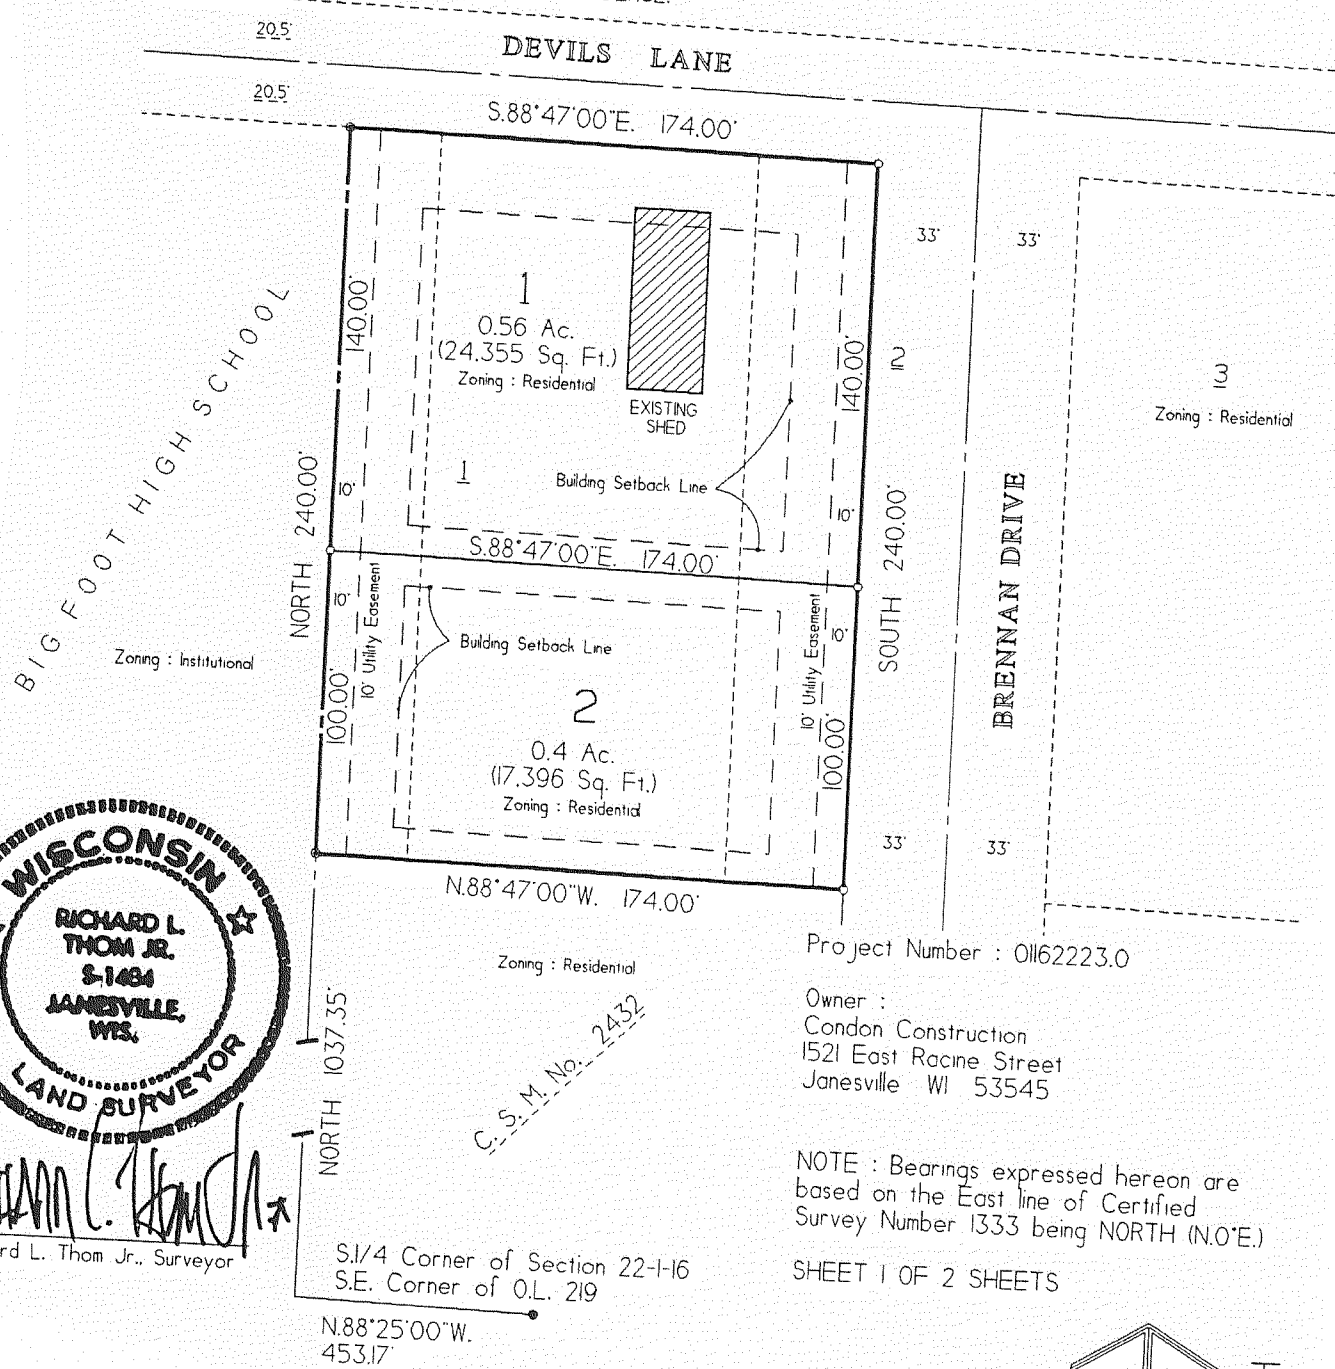 20.5'
DEVILS LANE
20.5'
S.88°47'00"E. 174.00'
33'
33'
1
0.56 Ac.
(24.355 Sq. Ft.)
Zoning : Residential
140.00'
140.00'
2
3
Zoning : Residential
EXISTING
SHED
BIG FOOT HIGH SCHOOL
1
Building Setback Line
10'
10'
NORTH 240.00'
SOUTH 240.00'
BRENNAN DRIVE
S.88°47'00"E. 174.00'
10'
10'
10' Utility Easement
10' Utility Easement
Building Setback Line
Zoning : Institutional
2
0.4 Ac.
(17.396 Sq. Ft.)
Zoning : Residential
100.00'
100.00'
33'
33'
N.88°47'00"W. 174.00'
WISCONSIN
RICHARD L.
THOM JR.
S-1484
JANESVILLE,
WIS.
LAND SURVEYOR
Zoning : Residential
NORTH 1037.35'
C. S. M. No. 2432
Project Number : 01162223.0
Owner :
Condon Construction
1521 East Racine Street
Janesville WI 53545
NOTE : Bearings expressed hereon are
based on the East line of Certified
Survey Number 1333 being NORTH (N.0°E.)
SHEET 1 OF 2 SHEETS
rd L. Thom Jr., Surveyor
S.1/4 Corner of Section 22-1-16
S.E. Corner of O.L. 219
N.88°25'00"W.
453.17'